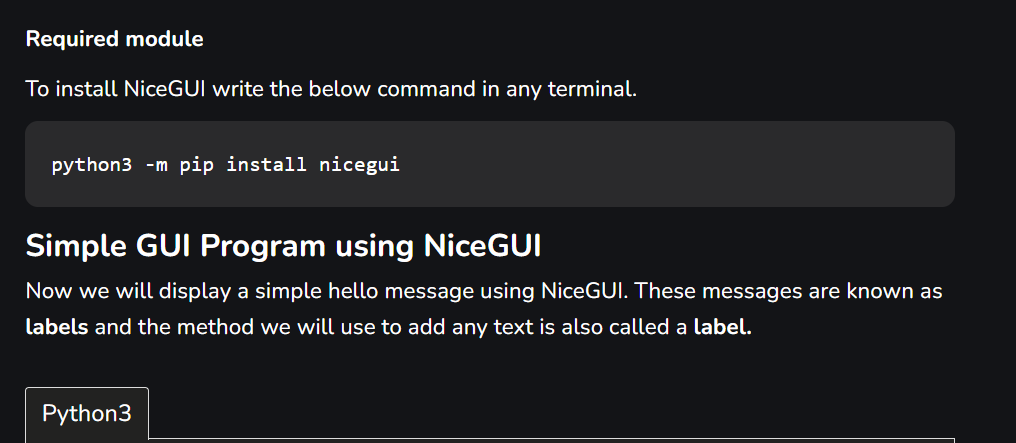 Required module
To install NiceGUI write the below command in any terminal.
python3 -m pip install nicegui
Simple GUI Program using NiceGUI
Now we will display a simple hello message using NiceGUI. These messages are known as
labels and the method we will use to add any text is also called a label.
Python3